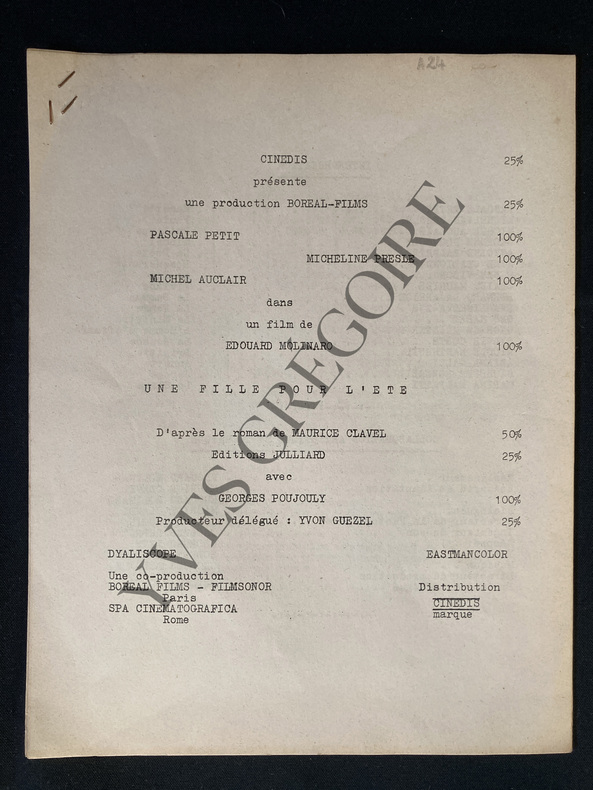 A24
CINEDIS 25%
présente
une production BOREAL-FILMS 25%
PASCALE PETIT 100%
MICHELINE PRESLE 100%
MICHEL AUCLAIR 100%
dans
un film de
EDOUARD MOLINARO 100%
UNE FILLE POUR L'ETE
D'après le roman de MAURICE CLAVEL 50%
Editions JULLIARD 25%
avec
GEORGES POUJOULY 100%
Producteur délégué : YVON GUEZEL 25%
DYALISCOPE EASTMANCOLOR
Une co-production
BOREAL FILMS - FILMSONOR Distribution
Paris
SPA CINEMATOGRAFICA CINEDIS
Rome marque
YVES GRÉGOIRE